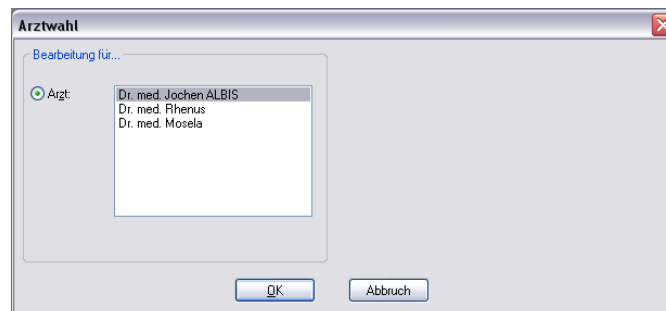 Arztwahl
Bearbeitung für...
Arzt:
Dr. med. Jochen ALBIS
Dr. med. Rhenus
Dr. med. Mosela
OK
Abbruch